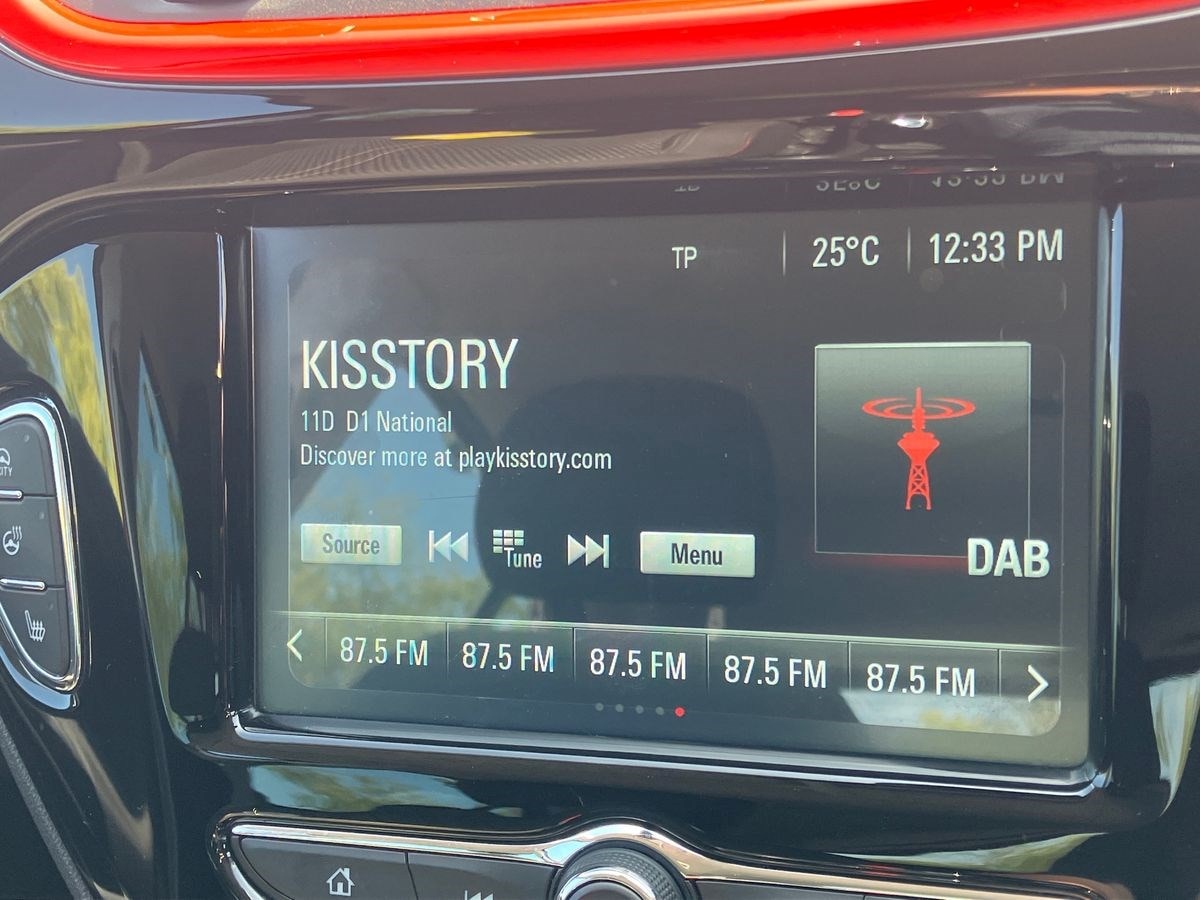 TP 25°C 12:33 PM
KISSTORY
11D D1 National
Discover more at playkisstory.com
Source Tune Menu
DAB
87.5 FM 87.5 FM 87.5 FM 87.5 FM 87.5 FM